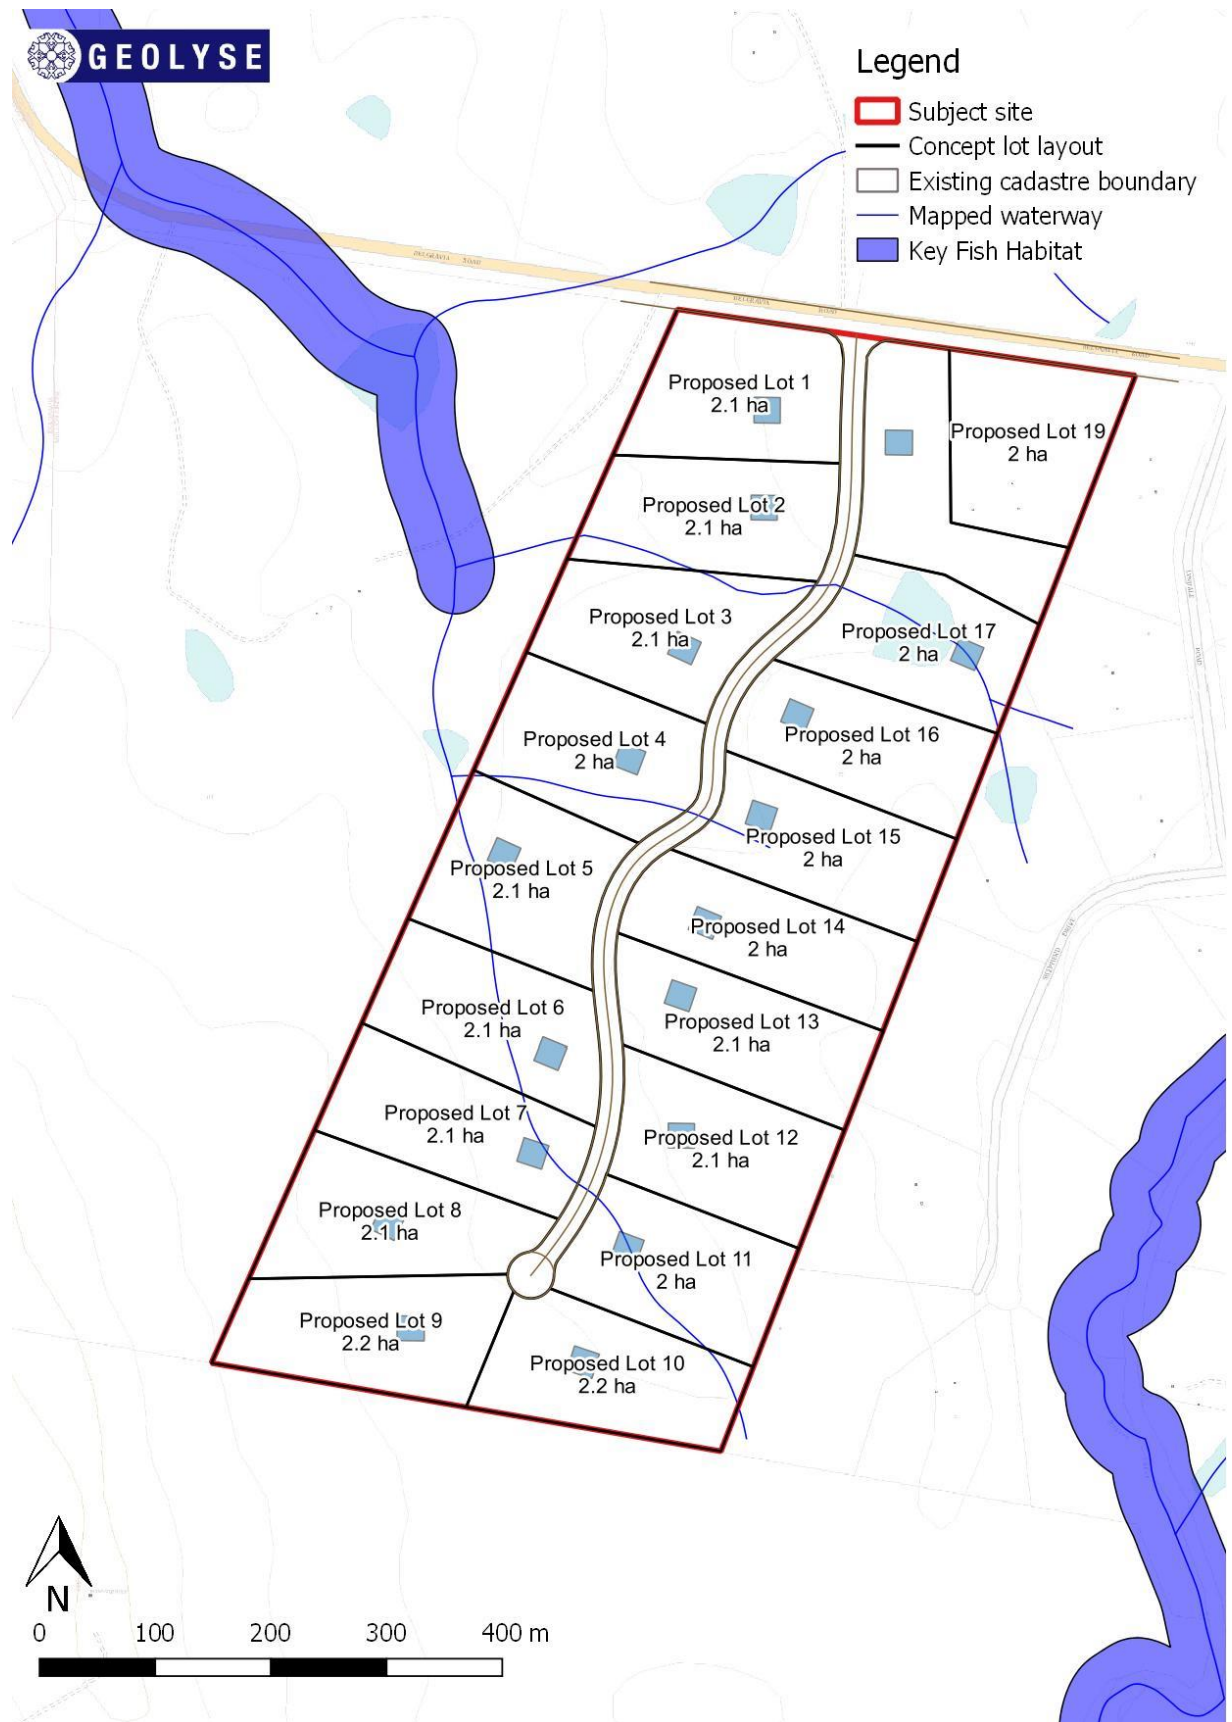 GEOLYSE
Legend
Subject site
Concept lot layout
Existing cadastre boundary
Mapped waterway
Key Fish Habitat
BELGRAVIA ROAD
BELGRAVIA ROAD
BELGRAVIA ROAD
Proposed Lot 1
2.1 ha
Proposed Lot 19
2 ha
Proposed Lot 2
2.1 ha
Proposed Lot 3
2.1 ha
Proposed Lot 17
2 ha
Proposed Lot 4
2 ha
Proposed Lot 16
2 ha
Proposed Lot 15
2 ha
Proposed Lot 5
2.1 ha
Proposed Lot 14
2 ha
Proposed Lot 6
2.1 ha
Proposed Lot 13
2.1 ha
Proposed Lot 7
2.1 ha
Proposed Lot 12
2.1 ha
Proposed Lot 8
2.1 ha
Proposed Lot 11
2 ha
Proposed Lot 9
2.2 ha
Proposed Lot 10
2.2 ha
N
0 100 200 300 400 m